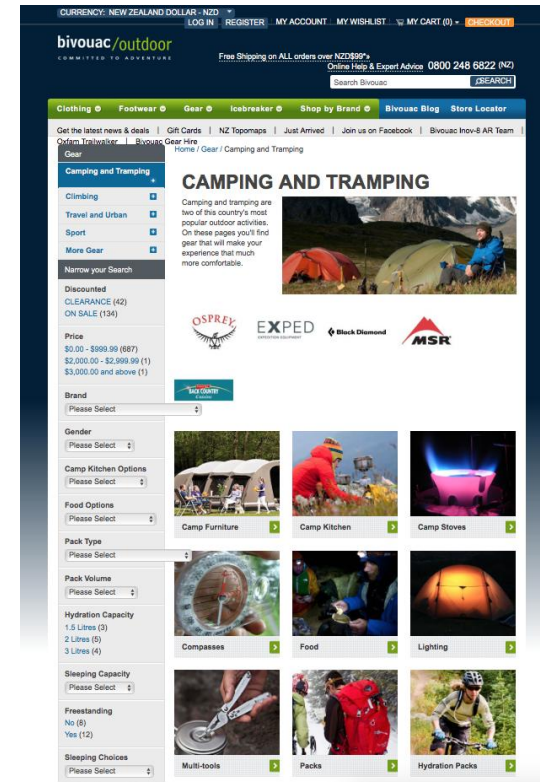 CURRENCY: NEW ZEALAND DOLLAR - NZD
LOG IN REGISTER MY ACCOUNT MY WISHLIST MY CART (0) CHECKOUT
bivouac/outdoor
COMMITTED TO ADVENTURE
Free Shipping on ALL orders over NZD$99*s
Online Help & Expert Advice 0800 246 6822 (NZ)
Search Bivouac SEARCH
Clothing Footwear Gear Icebreaker Shop by Brand Bivouac Blog Store Locator
Get the latest news & deals | Gift Cards | NZ Topomaps | Just Arrived | Join us on Facebook | Bivouac Inov-8 AR Team |
Oxfam Trailwalker | Bivouac Gear Hire
Home / Gear / Camping and Tramping
Gear
Camping and Tramping
Climbing
Travel and Urban
Sport
More Gear
Narrow your Search
Discounted
CLEARANCE (42)
ON SALE (134)
Price
$0.00 - $999.99 (687)
$2,000.00 - $2,999.99 (1)
$3,000.00 and above (1)
Brand
Please Select
Gender
Please Select
Camp Kitchen Options
Please Select
Food Options
Please Select
Pack Type
Please Select
Pack Volume
Please Select
Hydration Capacity
1.5 Litres (3)
2 Litres (5)
3 Litres (4)
Sleeping Capacity
Please Select
Freestanding
No (8)
Yes (12)
Sleeping Choices
Please Select
CAMPING AND TRAMPING
Camping and tramping are
two of this country's most
popular outdoor activities.
On these pages you'll find
gear that will make your
experience that much
more comfortable.
OSPREY
EXPED
EXPEDITION EQUIPMENT
Black Diamond
MSR
BACK COUNTRY
Cuisine
Camp Furniture
Camp Kitchen
Camp Stoves
Compasses
Food
Lighting
Multi-tools
Packs
Hydration Packs